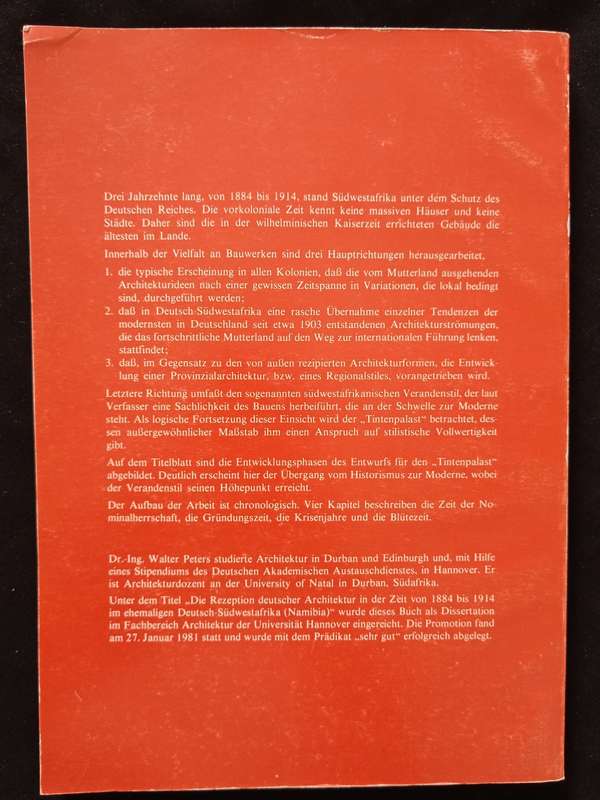 Drei Jahrzehnte lang, von 1884 bis 1914, stand Südwestafrika unter dem Schutz des
Deutschen Reiches. Die vorkoloniale Zeit kennt keine massiven Häuser und keine
Städte. Daher sind die in der wilhelminischen Kaiserzeit errichteten Gebäude die
ältesten im Lande.
Innerhalb der Vielfalt an Bauwerken sind drei Hauptrichtungen herausgearbeitet,
1. die typische Erscheinung in allen Kolonien, daß die vom Mutterland ausgehenden
Architekturideen nach einer gewissen Zeitspanne in Variationen, die lokal bedingt
sind, durchgeführt werden;
2. daß in Deutsch-Südwestafrika eine rasche Übernahme einzelner Tendenzen der
modernsten in Deutschland seit etwa 1903 entstandenen Architekturströmungen,
die das fortschrittliche Mutterland auf den Weg zur internationalen Führung lenken,
stattfindet;
3. daß, im Gegensatz zu den von außen rezipierten Architekturformen, die Entwick-
lung einer Provinzialarchitektur, bzw. eines Regionalstiles, vorangetrieben wird.
Letztere Richtung umfaßt den sogenannten südwestafrikanischen Verandenstil, der laut
Verfasser eine Sachlichkeit des Bauens herbeiführt, die an der Schwelle zur Moderne
steht. Als logische Fortsetzung dieser Einsicht wird der „Tintenpalast" betrachtet, des-
sen außergewöhnlicher Maßstab ihm einen Anspruch auf stilistische Vollwertigkeit
gibt.
Auf dem Titelblatt sind die Entwicklungsphasen des Entwurfs für den „Tintenpalast"
abgebildet. Deutlich erscheint hier der Übergang vom Historismus zur Moderne, wobei
der Verandenstil seinen Höhepunkt erreicht.
Der Aufbau der Arbeit ist chronologisch. Vier Kapitel beschreiben die Zeit der No-
minalherrschaft, die Gründungszeit, die Krisenjahre und die Blütezeit.
Dr.-Ing. Walter Peters studierte Architektur in Durban und Edinburgh und, mit Hilfe
eines Stipendiums des Deutschen Akademischen Austauschdienstes, in Hannover. Er
ist Architekturdozent an der University of Natal in Durban, Südafrika.
Unter dem Titel „Die Rezeption deutscher Architektur in der Zeit von 1884 bis 1914
im ehemaligen Deutsch-Südwestafrika (Namibia)" wurde dieses Buch als Dissertation
im Fachbereich Architektur der Universität Hannover eingereicht. Die Promotion fand
am 27. Januar 1981 statt und wurde mit dem Prädikat „sehr gut" erfolgreich abgelegt.